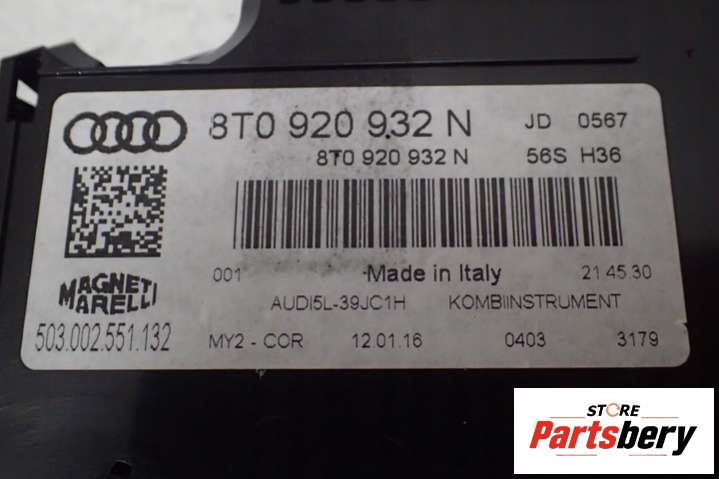 8T0 920 932 N JD 0567
8T0 920 932 N 56S H36
001 Made in Italy 21 45.30
MAGNETI
MARELLI
AUDI5L-39JC1H KOMBIINSTRUMENT
503.002.551.132 MY2 - COR 12.01.16 0403 3179
STORE
Partsbery